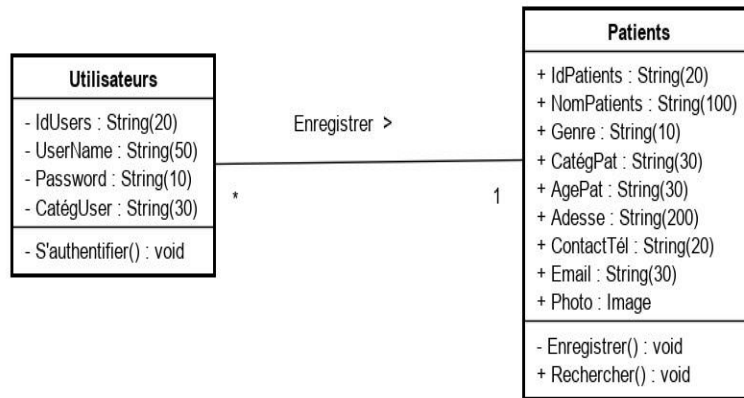 Utilisateurs
- IdUsers : String(20)
- UserName : String(50)
- Password : String(10)
- CatégUser : String(30)
- S'authentifier() : void
Enregistrer >
*
1
Patients
+ IdPatients : String(20)
+ NomPatients : String(100)
+ Genre : String(10)
+ CatégPat : String(30)
+ AgePat : String(30)
+ Adesse : String(200)
+ ContactTél : String(20)
+ Email : String(30)
+ Photo : Image
- Enregistrer() : void
+ Rechercher() : void